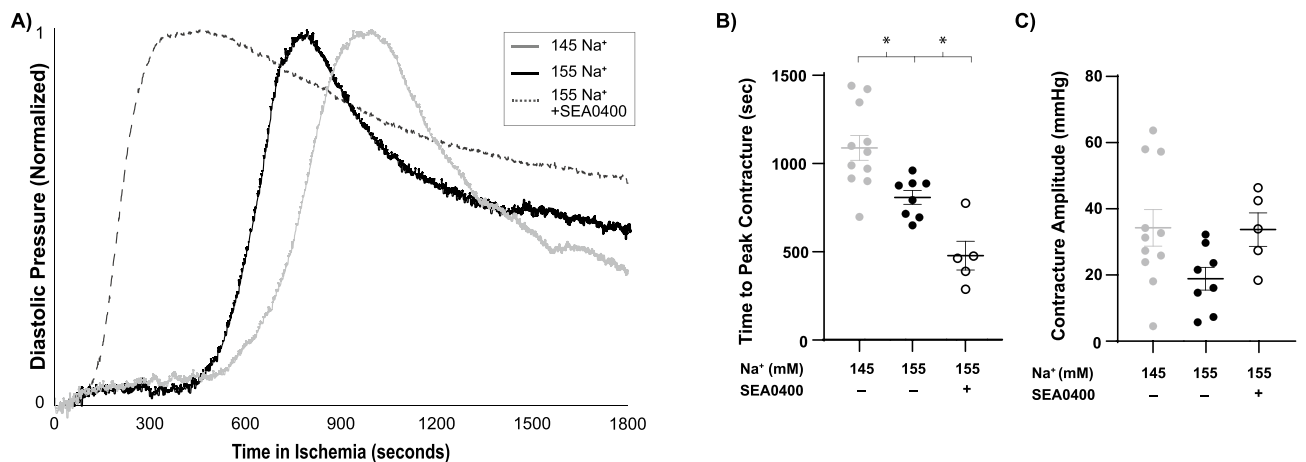 A)
Diastolic Pressure (Normalized)
1
0
145 Na⁺
155 Na⁺
155 Na⁺
+SEA0400
0 300 600 900 1200 1500 1800
Time in Ischemia (seconds)
B)
* *
Time to Peak Contracture (sec)
1500
1000
500
0
Na⁺ (mM) 145 155 155
SEA0400 – – +
C)
Contracture Amplitude (mmHg)
80
60
40
20
0
Na⁺ (mM) 145 155 155
SEA0400 – – +